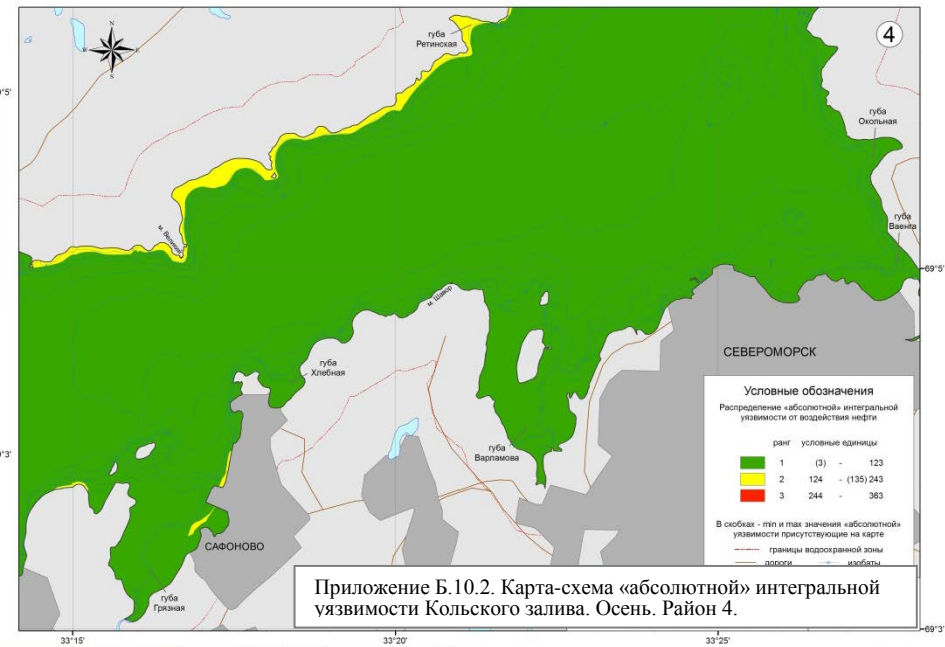 N
W
E
S
4
губа
Ретинская
губа
Окольная
губа
Ваенга
м. Великий
м. Шавор
69°5'
СЕВЕРОМОРСК
губа
Хлебная
губа
Варламова
САФОНОВО
губа
Грязная
Условные обозначения
Распределение «абсолютной» интегральной
уязвимости от воздействия нефти
ранг условные единицы
1 (3) - 123
2 124 - (135) 243
3 244 - 363
В скобках - min и max значения «абсолютной»
уязвимости присутствующие на карте
границы водоохранной зоны
дороги изобаты
Приложение Б.10.2. Карта-схема «абсолютной» интегральной
уязвимости Кольского залива. Осень. Район 4.
69°3'
33°15'
33°20'
33°25'